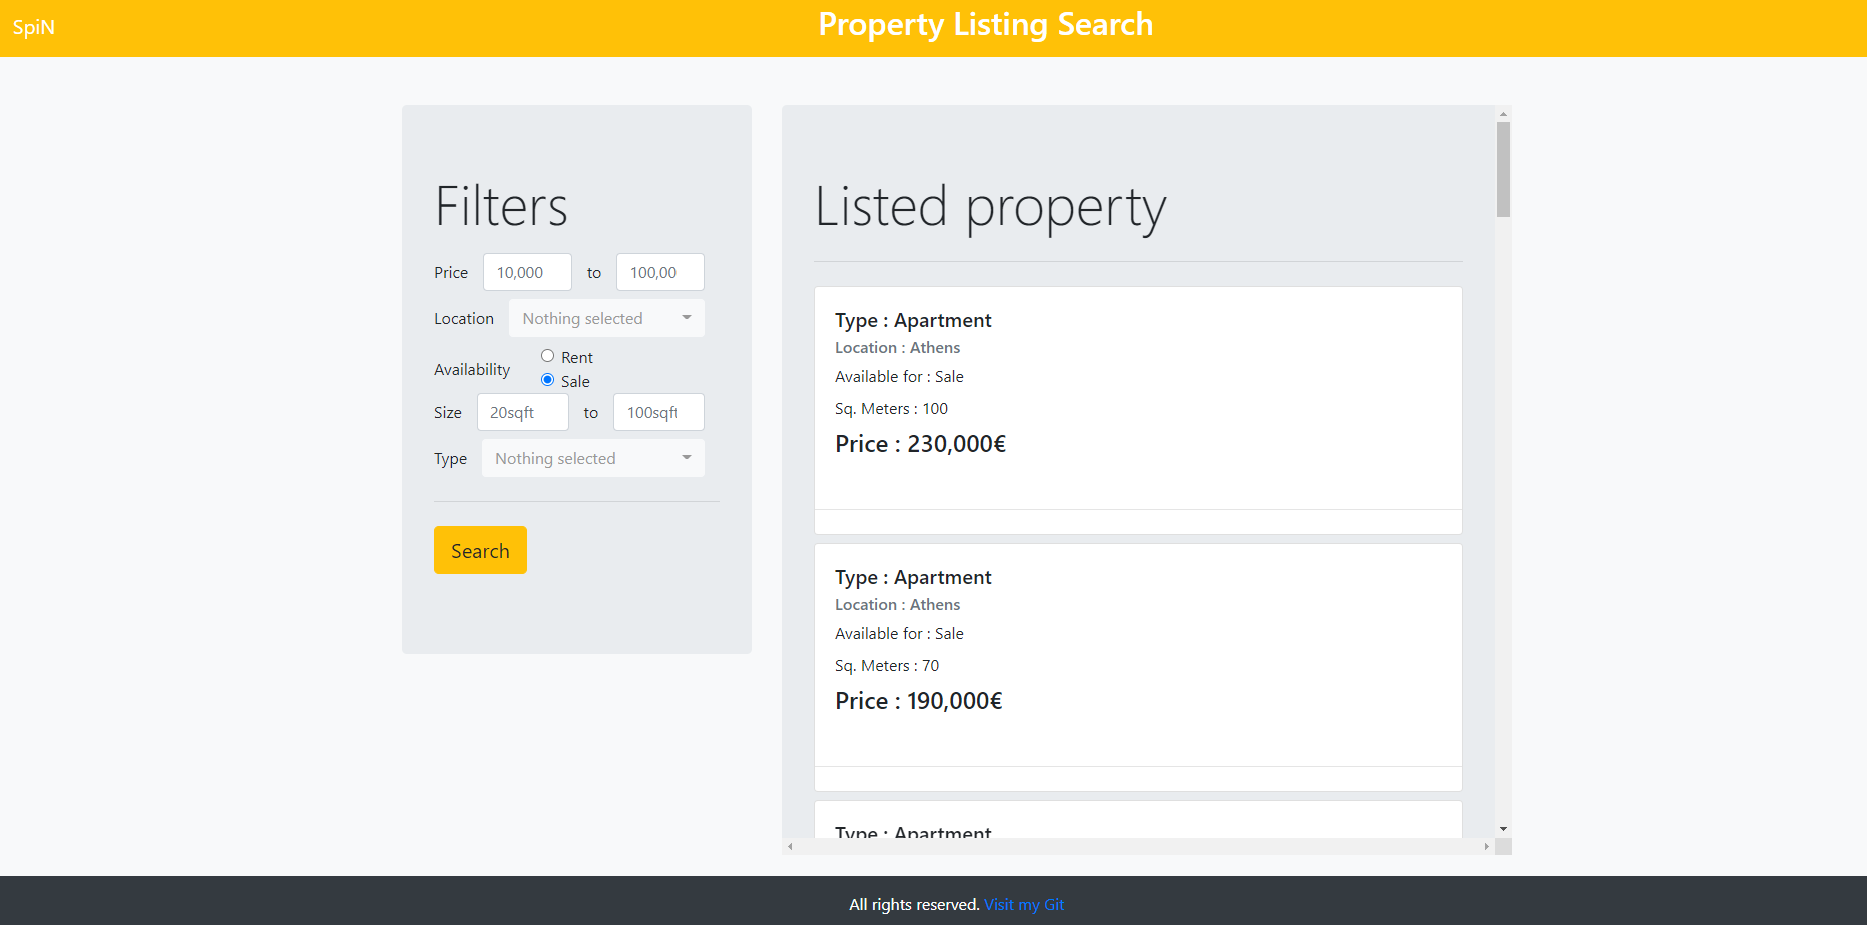 SpiN
Property Listing Search
Filters
Price 10,000 to 100,00
Location Nothing selected
Availability
Rent
Sale
Size 20sqft to 100sqft
Type Nothing selected
Search
Listed property
Type : Apartment
Location : Athens
Available for : Sale
Sq. Meters : 100
Price : 230,000€
Type : Apartment
Location : Athens
Available for : Sale
Sq. Meters : 70
Price : 190,000€
Type : Apartment
All rights reserved. Visit my Git